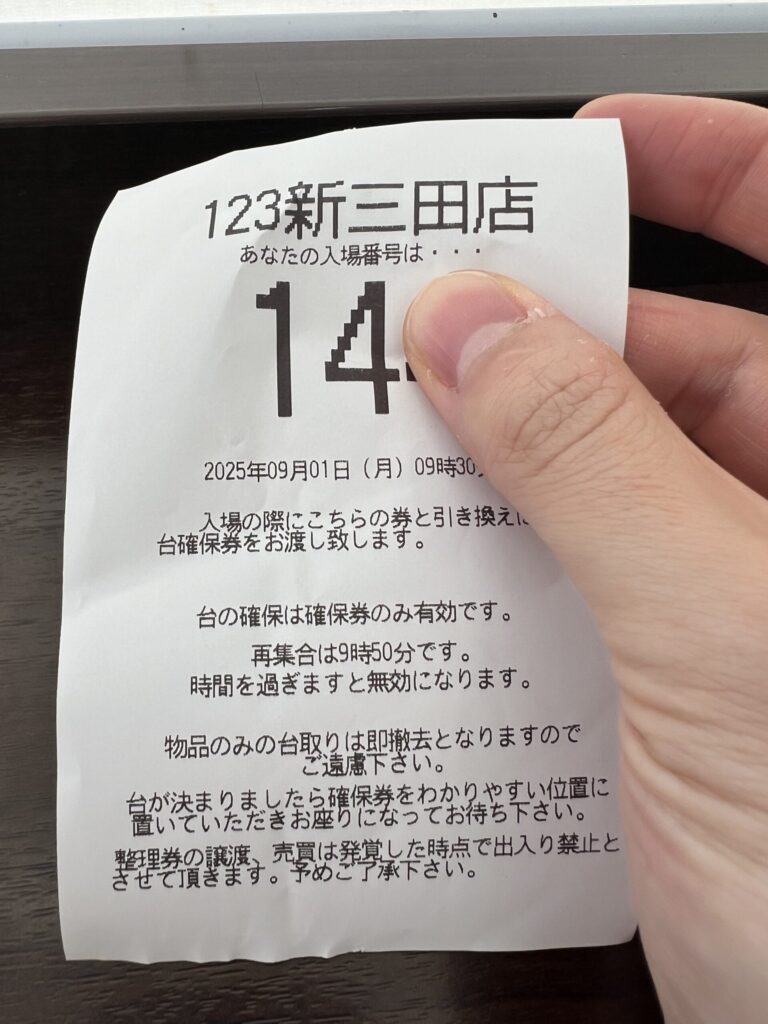 123新三田店
あなたの入場番号は・・・
14
2025年09月01日（月）09時30
入場の際にこちらの券と引き換えに
台確保券をお渡し致します。
台の確保は確保券のみ有効です。
再集合は9時50分です。
時間を過ぎますと無効になります。
物品のみの台取りは即撤去となりますので
ご遠慮下さい。
台が決まりましたら確保券をわかりやすい位置に
置いていただきお座りになってお待ち下さい。
整理券の譲渡、売買は発覚した時点で出入り禁止と
させて頂きます。予めご了承下さい。